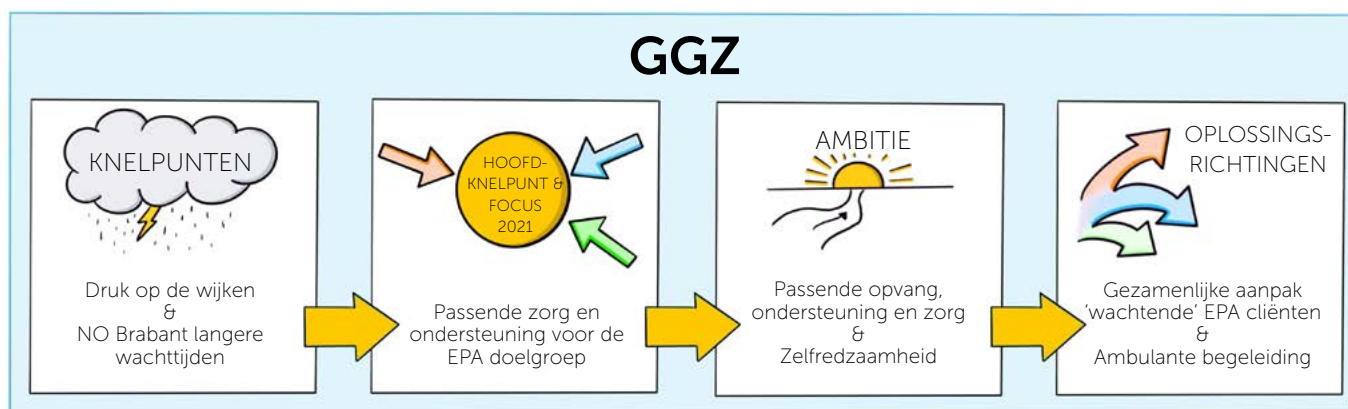 GGZ
KNELPUNTEN
Druk op de wijken
&
NO Brabant langere
wachttijden
HOOFD-
KNELPUNT &
FOCUS
2021
Passende zorg en
ondersteuning voor de
EPA doelgroep
AMBITIE
Passende opvang,
ondersteuning en zorg
&
Zelfredzaamheid
OPLOSSINGS-
RICHTINGEN
Gezamenlijke aanpak
'wachtende' EPA cliënten
&
Ambulante begeleiding